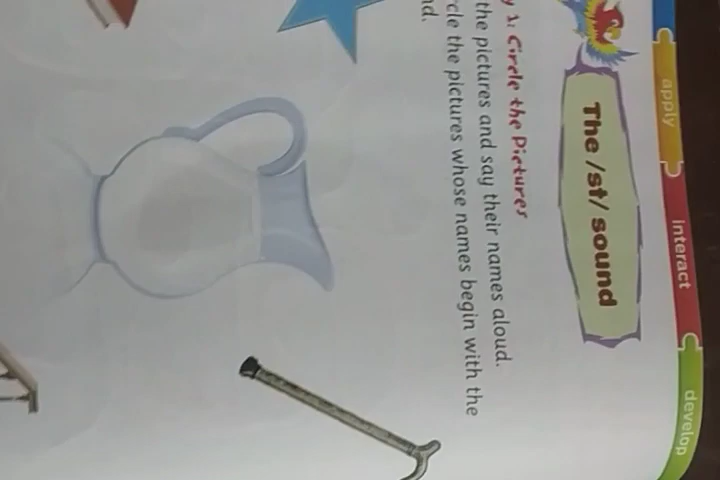 apply interact develop
The /st/ sound
y 1: Circle the Pictures
the pictures and say their names aloud.
cle the pictures whose names begin with the
nd.